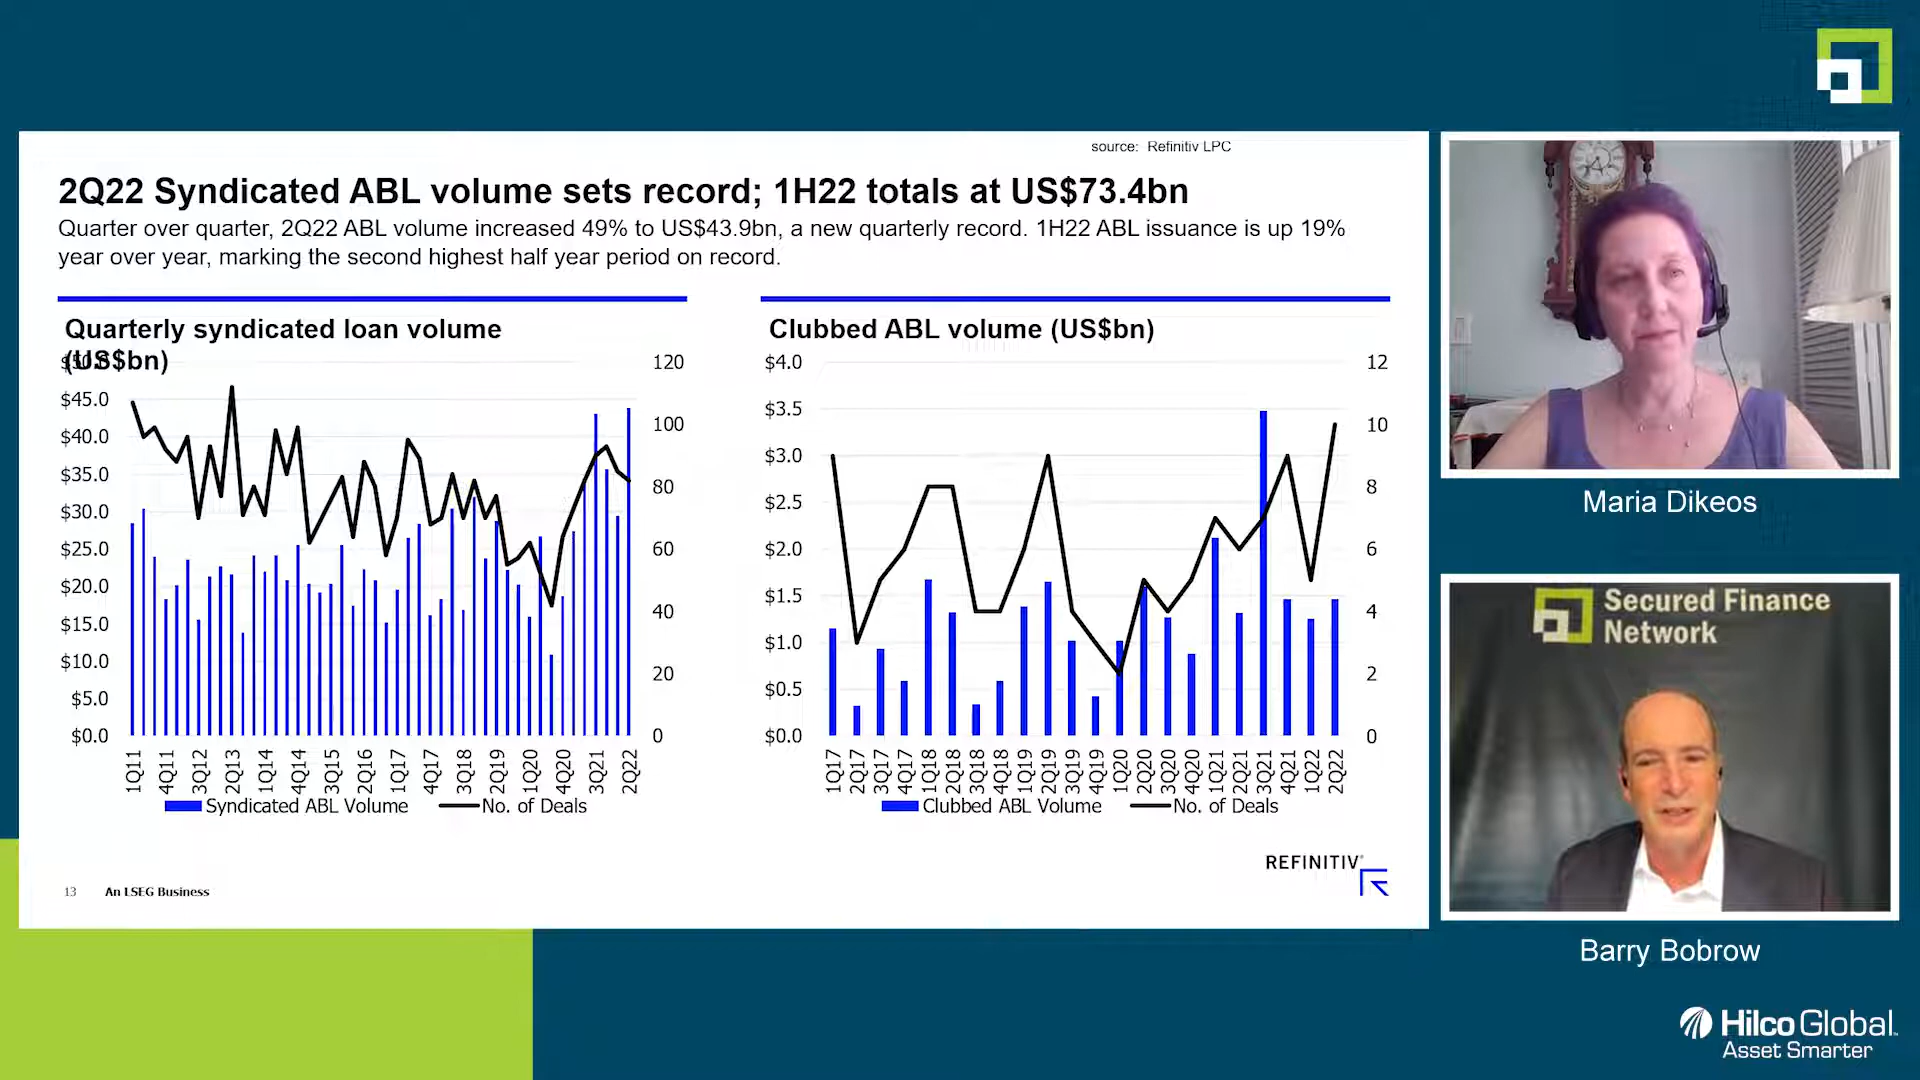 source: Refinitiv LPC
2Q22 Syndicated ABL volume sets record; 1H22 totals at US$73.4bn
Quarter over quarter, 2Q22 ABL volume increased 49% to US$43.9bn, a new quarterly record. 1H22 ABL issuance is up 19%
year over year, marking the second highest half year period on record.
Quarterly syndicated loan volume
(US$bn)
$50.0
$45.0
$40.0
$35.0
$30.0
$25.0
$20.0
$15.0
$10.0
$5.0
$0.0
120
100
80
60
40
20
0
1Q11 4Q11 3Q12 2Q13 1Q14 4Q14 3Q15 2Q16 1Q17 4Q17 3Q18 2Q19 1Q20 4Q20 3Q21 2Q22
Syndicated ABL Volume No. of Deals
Clubbed ABL volume (US$bn)
$4.0
$3.5
$3.0
$2.5
$2.0
$1.5
$1.0
$0.5
$0.0
12
10
8
6
4
2
0
1Q17 2Q17 3Q17 4Q17 1Q18 2Q18 3Q18 4Q18 1Q19 2Q19 3Q19 4Q19 1Q20 2Q20 3Q20 4Q20 1Q21 2Q21 3Q21 4Q21 1Q22 2Q22
Clubbed ABL Volume No. of Deals
REFINITIV
13 An LSEG Business
Maria Dikeos
Secured Finance
Network
Barry Bobrow
Hilco Global
Asset Smarter